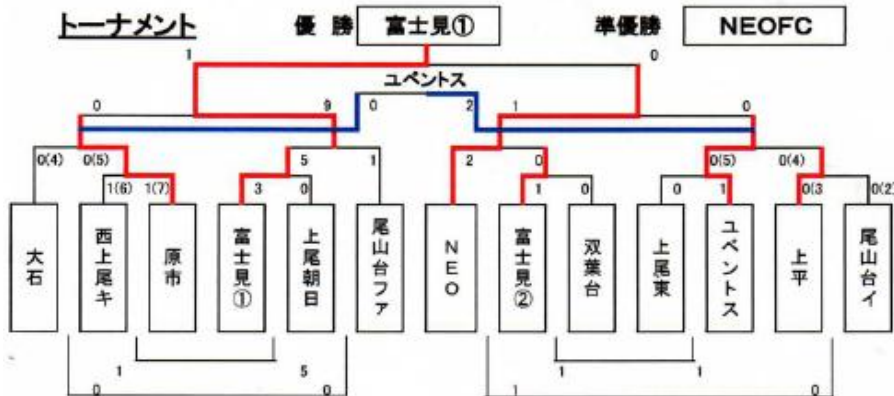 トーナメント 優 勝 富士見① 準優勝 NEOFC
1 0
ユベントス
0 9 0 2 1 0
0(4) 0(5) 5 1 2 0 0(5) 0(4)
1(6) 1(7) 3 0 1 0 0 1 0(3 0(2)
大石
西上尾キ
原市
富士見①
上尾朝日
尾山台ファ
NEO
富士見②
双葉台
上尾東
ユベントス
上平
尾山台イ
1 5 1 1
0 0 1 0